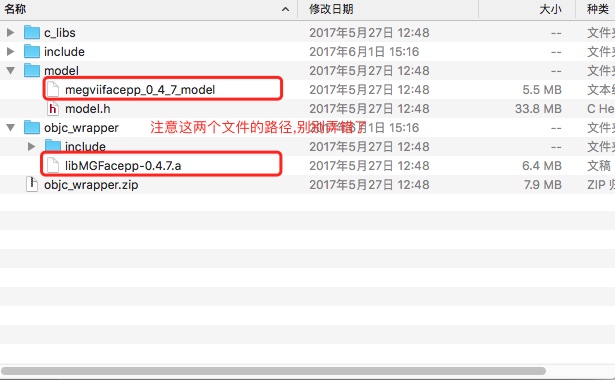 名称 修改日期 大小 种类
c_libs 2017年5月27日 12:48 -- 文件夹
include 2017年6月1日 15:16 -- 文件夹
model 2017年5月27日 12:48 -- 文件夹
megviifacepp_0_4_7_model 2017年5月27日 12:48 5.5 MB 文本编
model.h 2017年5月27日 12:48 33.8 MB C He
objc_wrapper 注意这两个文件的路径,别弄错了 1日 15:16 -- 文件夹
include 2017年5月27日 12:48 -- 文件夹
libMGFacepp-0.4.7.a 2017年5月27日 12:48 6.4 MB 文稿
objc_wrapper.zip 2017年5月27日 12:48 7.9 MB ZIP 归